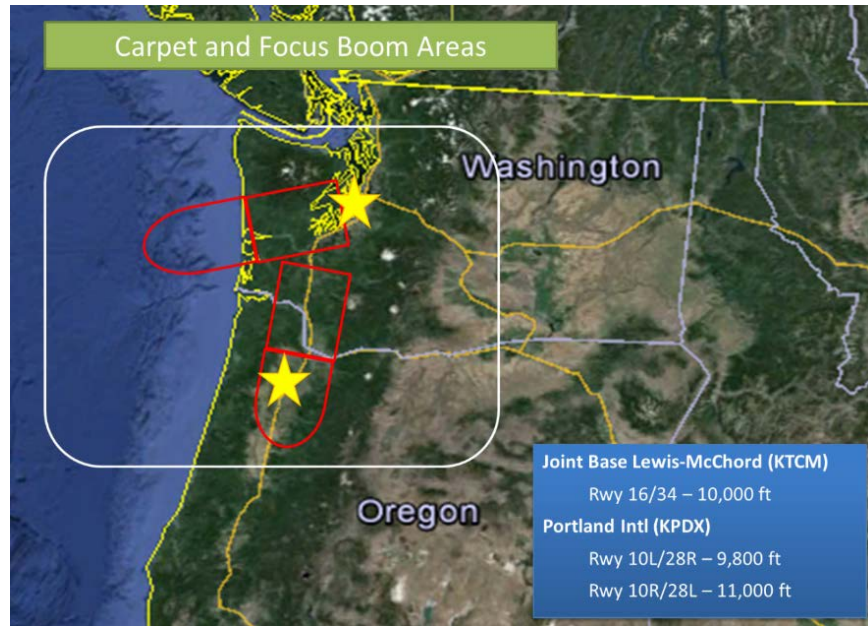 Carpet and Focus Boom Areas
Washington
Oregon
Joint Base Lewis-McChord (KTCM)
Rwy 16/34 – 10,000 ft
Portland Intl (KPDX)
Rwy 10L/28R – 9,800 ft
Rwy 10R/28L – 11,000 ft